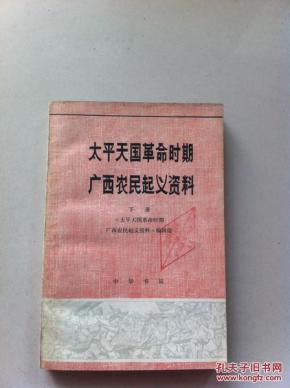 太平天国革命时期
广西农民起义资料
下册
《太平天国革命时期
广西农民起义资料》编辑组
中华书局